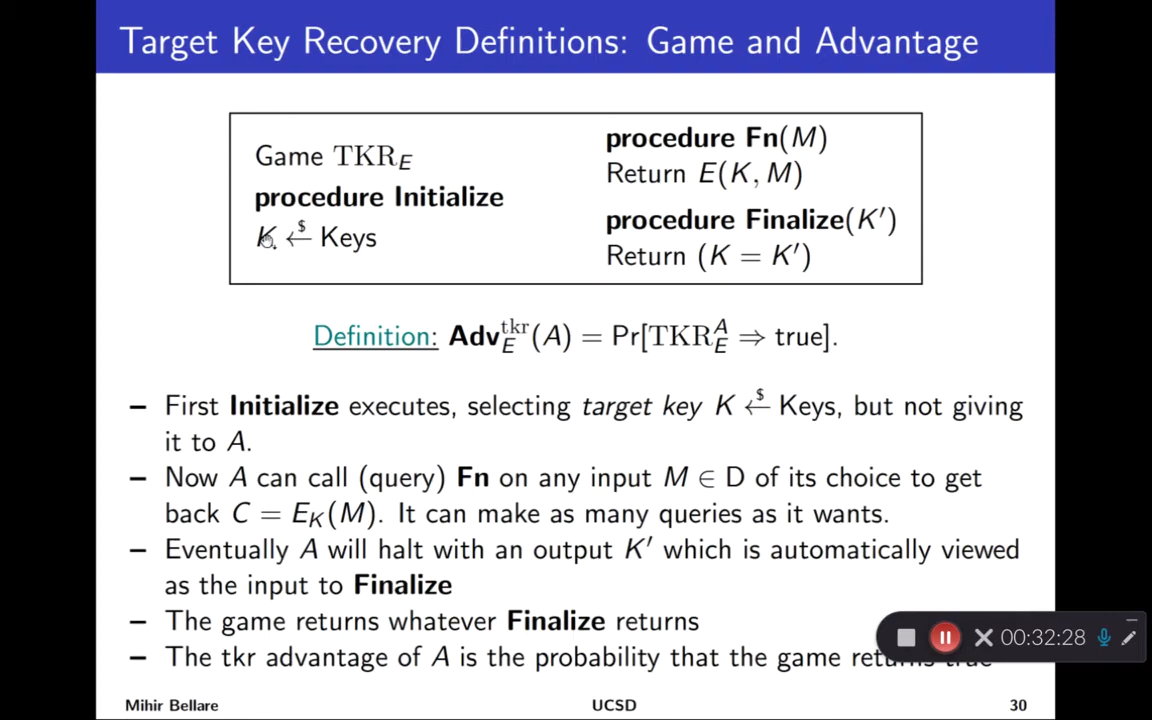 Target Key Recovery Definitions: Game and Advantage
Game TKR_E
procedure Initialize
K ←$ Keys
procedure Fn(M)
Return E(K, M)
procedure Finalize(K′)
Return (K = K′)
Definition: Adv_E^tkr(A) = Pr[TKR_E^A ⇒ true].
– First Initialize executes, selecting target key K ←$ Keys, but not giving
it to A.
– Now A can call (query) Fn on any input M ∈ D of its choice to get
back C = E_K(M). It can make as many queries as it wants.
– Eventually A will halt with an output K′ which is automatically viewed
as the input to Finalize
– The game returns whatever Finalize returns
– The tkr advantage of A is the probability that the game returns true
00:32:28
Mihir Bellare
UCSD
30